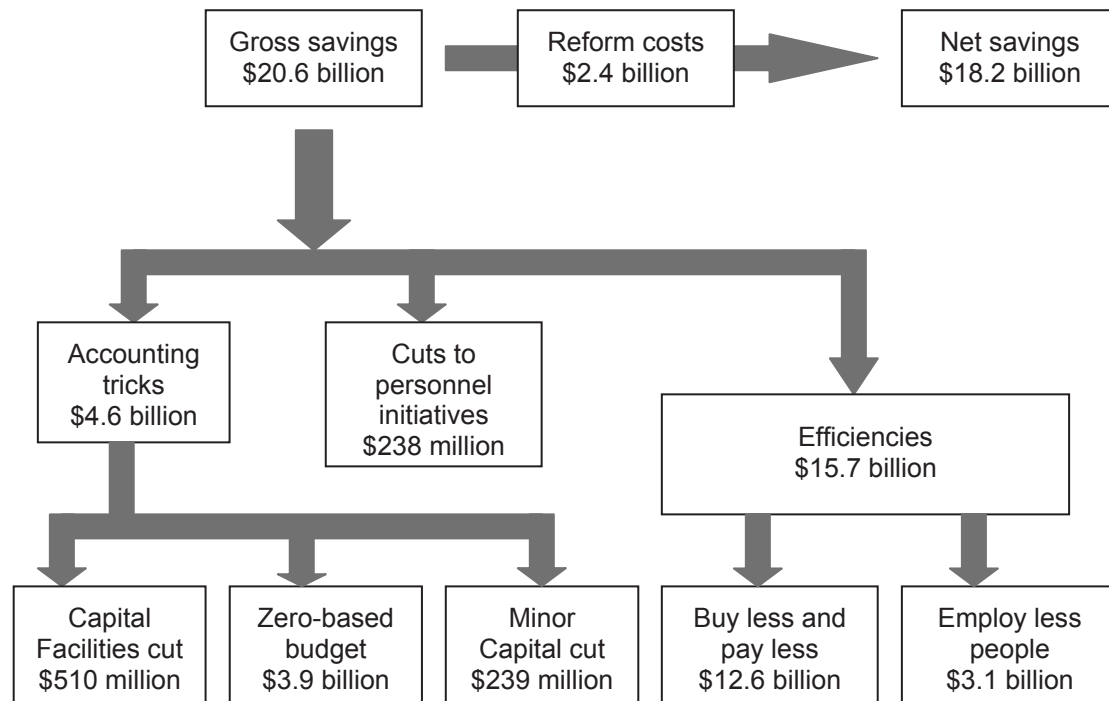 Gross savings
$20.6 billion
Reform costs
$2.4 billion
Net savings
$18.2 billion
Accounting
tricks
$4.6 billion
Cuts to
personnel
initiatives
$238 million
Efficiencies
$15.7 billion
Capital
Facilities cut
$510 million
Zero-based
budget
$3.9 billion
Minor
Capital cut
$239 million
Buy less and
pay less
$12.6 billion
Employ less
people
$3.1 billion